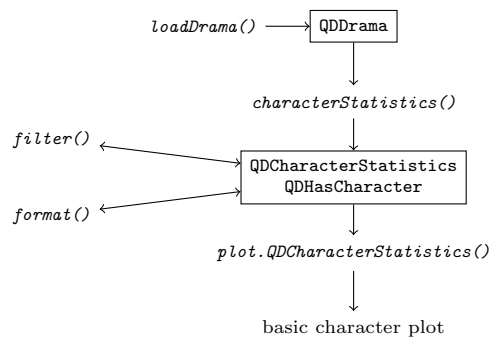 loadDrama()
QDDrama
characterStatistics()
filter()
QDCharacterStatistics
QDHasCharacter
format()
plot.QDCharacterStatistics()
basic character plot